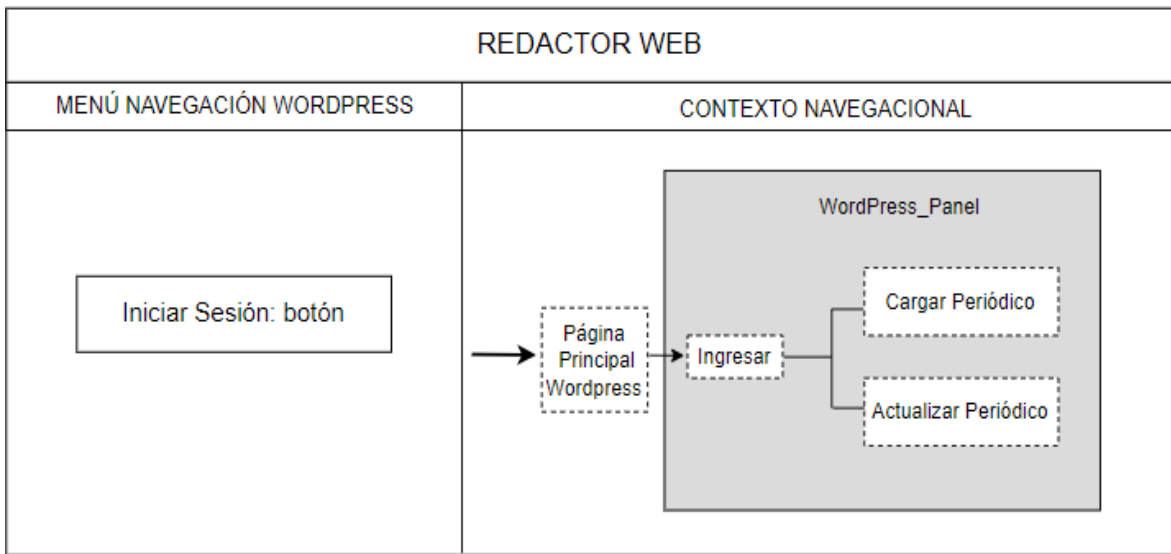 REDACTOR WEB
MENÚ NAVEGACIÓN WORDPRESS
CONTEXTO NAVEGACIONAL
Iniciar Sesión: botón
WordPress_Panel
Página
Principal
Wordpress
Ingresar
Cargar Periódico
Actualizar Periódico